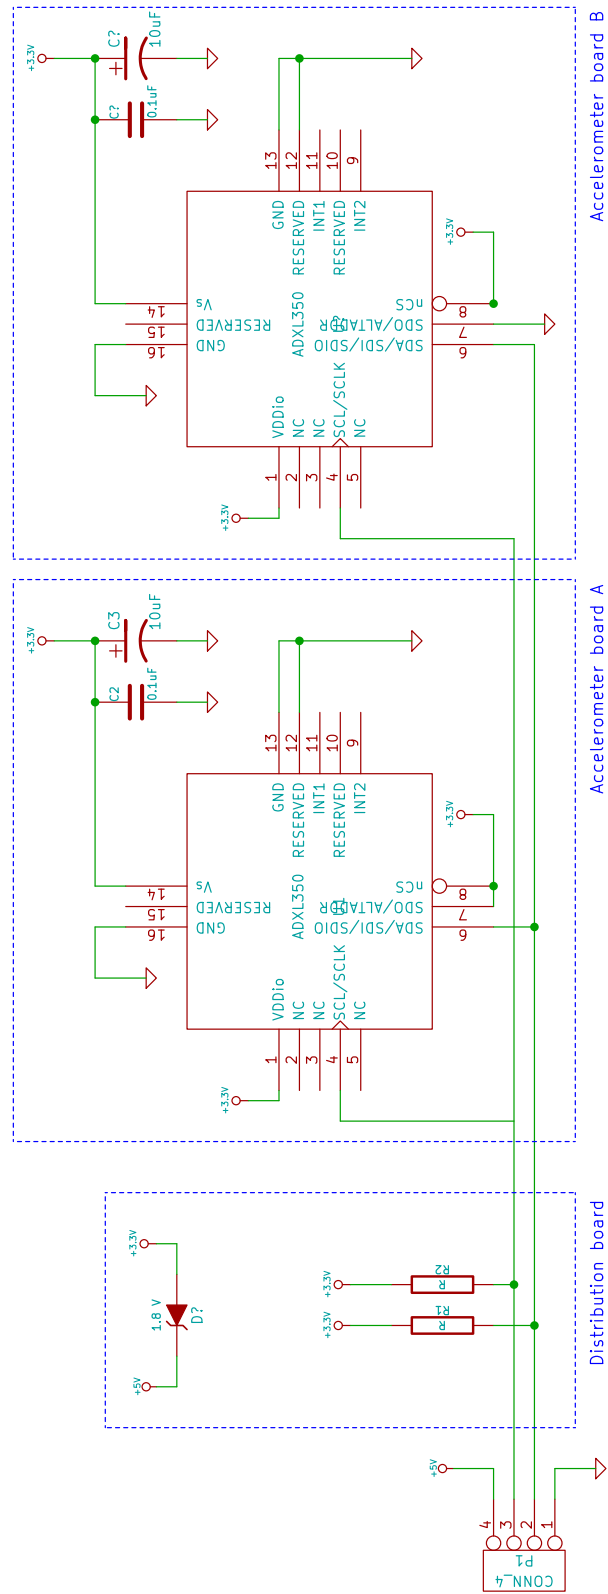 Accelerometer board B
+3.3V
C?
10uF
C?
0.1uF
13
12
11
10
9
GND
RESERVED
INT1
RESERVED
INT2
+3.3V
14
15
16
Vs
RESERVED
GND
ADXL350
nCS
SDO/ALTADDR
SDA/SDI/SDIO
8
7
6
VDDio
NC
NC
SCL/SCLK
NC
1
2
3
4
5
+3.3V
Accelerometer board A
+3.3V
C3
10uF
C2
0.1uF
13
12
11
10
9
GND
RESERVED
INT1
RESERVED
INT2
+3.3V
14
15
16
Vs
RESERVED
GND
ADXL350
nCS
SDO/ALTADDR
SDA/SDI/SDIO
8
7
6
VDDio
NC
NC
SCL/SCLK
NC
1
2
3
4
5
+3.3V
Distribution board
+3.3V
1.8 V
D?
+5V
+3.3V
R2
R
+3.3V
R1
R
+5V
4
3
2
1
P1
CONN_4